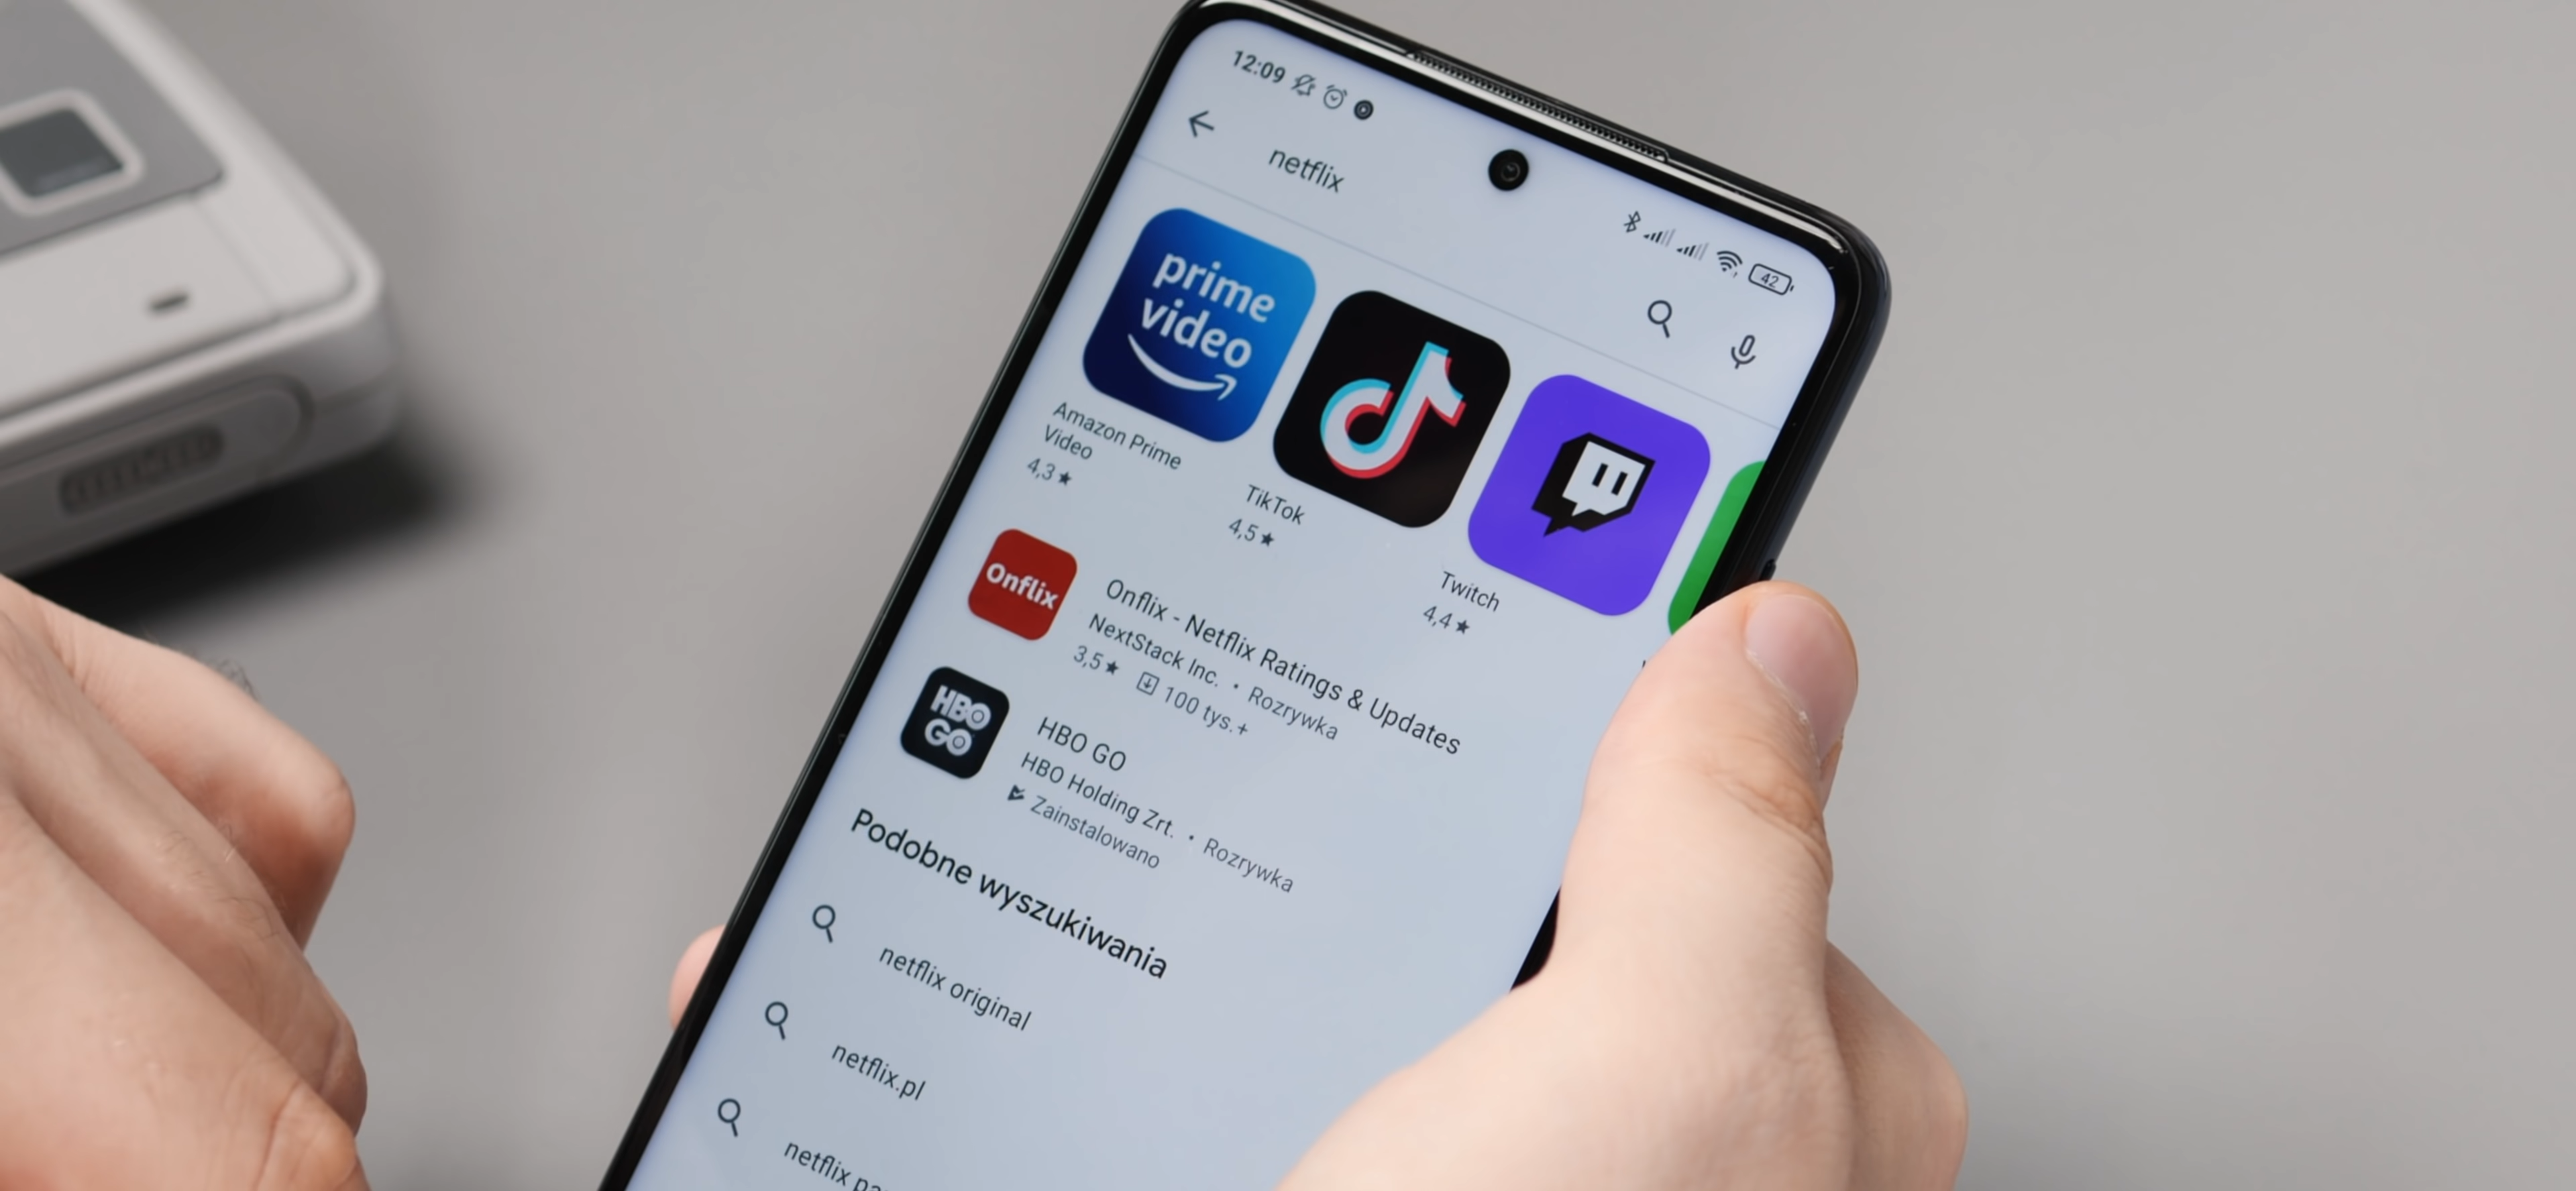 12:09
42
netflix
prime
video
Amazon Prime
Video
4,3 ★
TikTok
4,5 ★
Twitch
4,4 ★
Onflix
Onflix - Netflix Ratings & Updates
NextStack Inc. • Rozrywka
3,5 ★ 100 tys.+
HBO
GO
HBO GO
HBO Holding Zrt. • Rozrywka
Zainstalowano
Podobne wyszukiwania
netflix original
netflix.pl
netflix